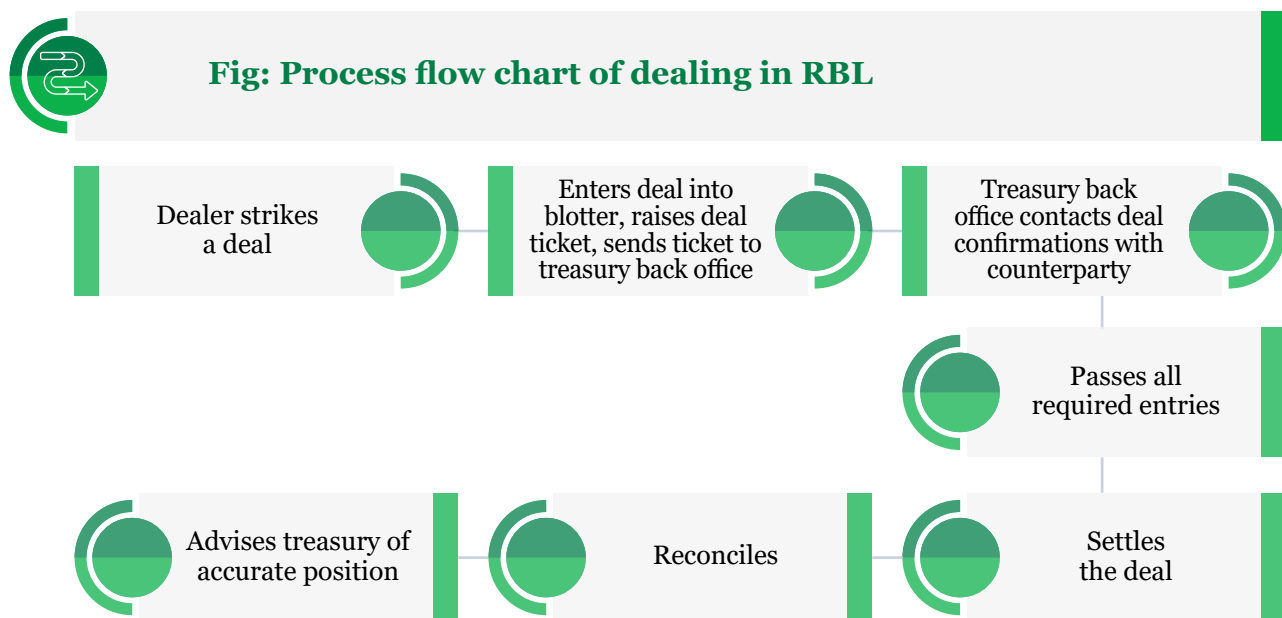 Fig: Process flow chart of dealing in RBL
Dealer strikes
a deal
Enters deal into
blotter, raises deal
ticket, sends ticket to
treasury back office
Treasury back
office contacts deal
confirmations with
counterparty
Passes all
required entries
Settles
the deal
Reconciles
Advises treasury of
accurate position